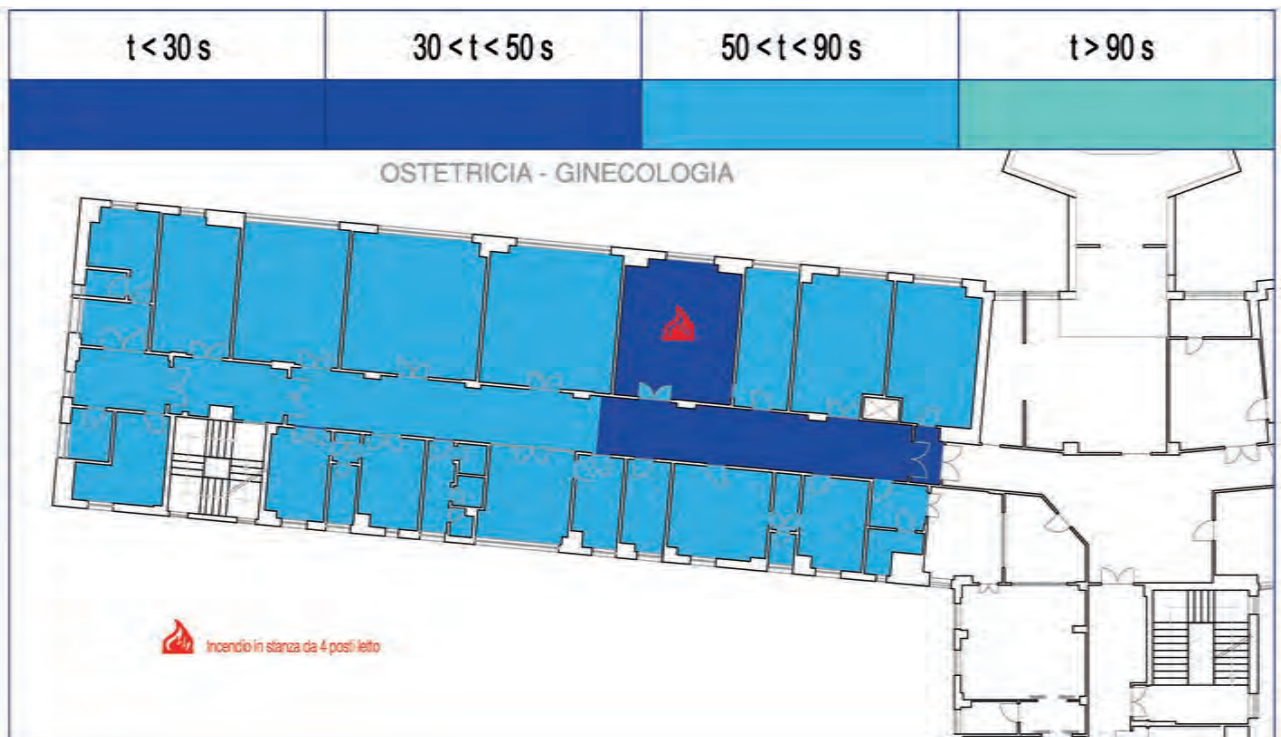 t < 30 s
30 < t < 50 s
50 < t < 90 s
t > 90 s
OSTETRICIA - GINECOLOGIA
Incendio in stanza da 4 posti letto